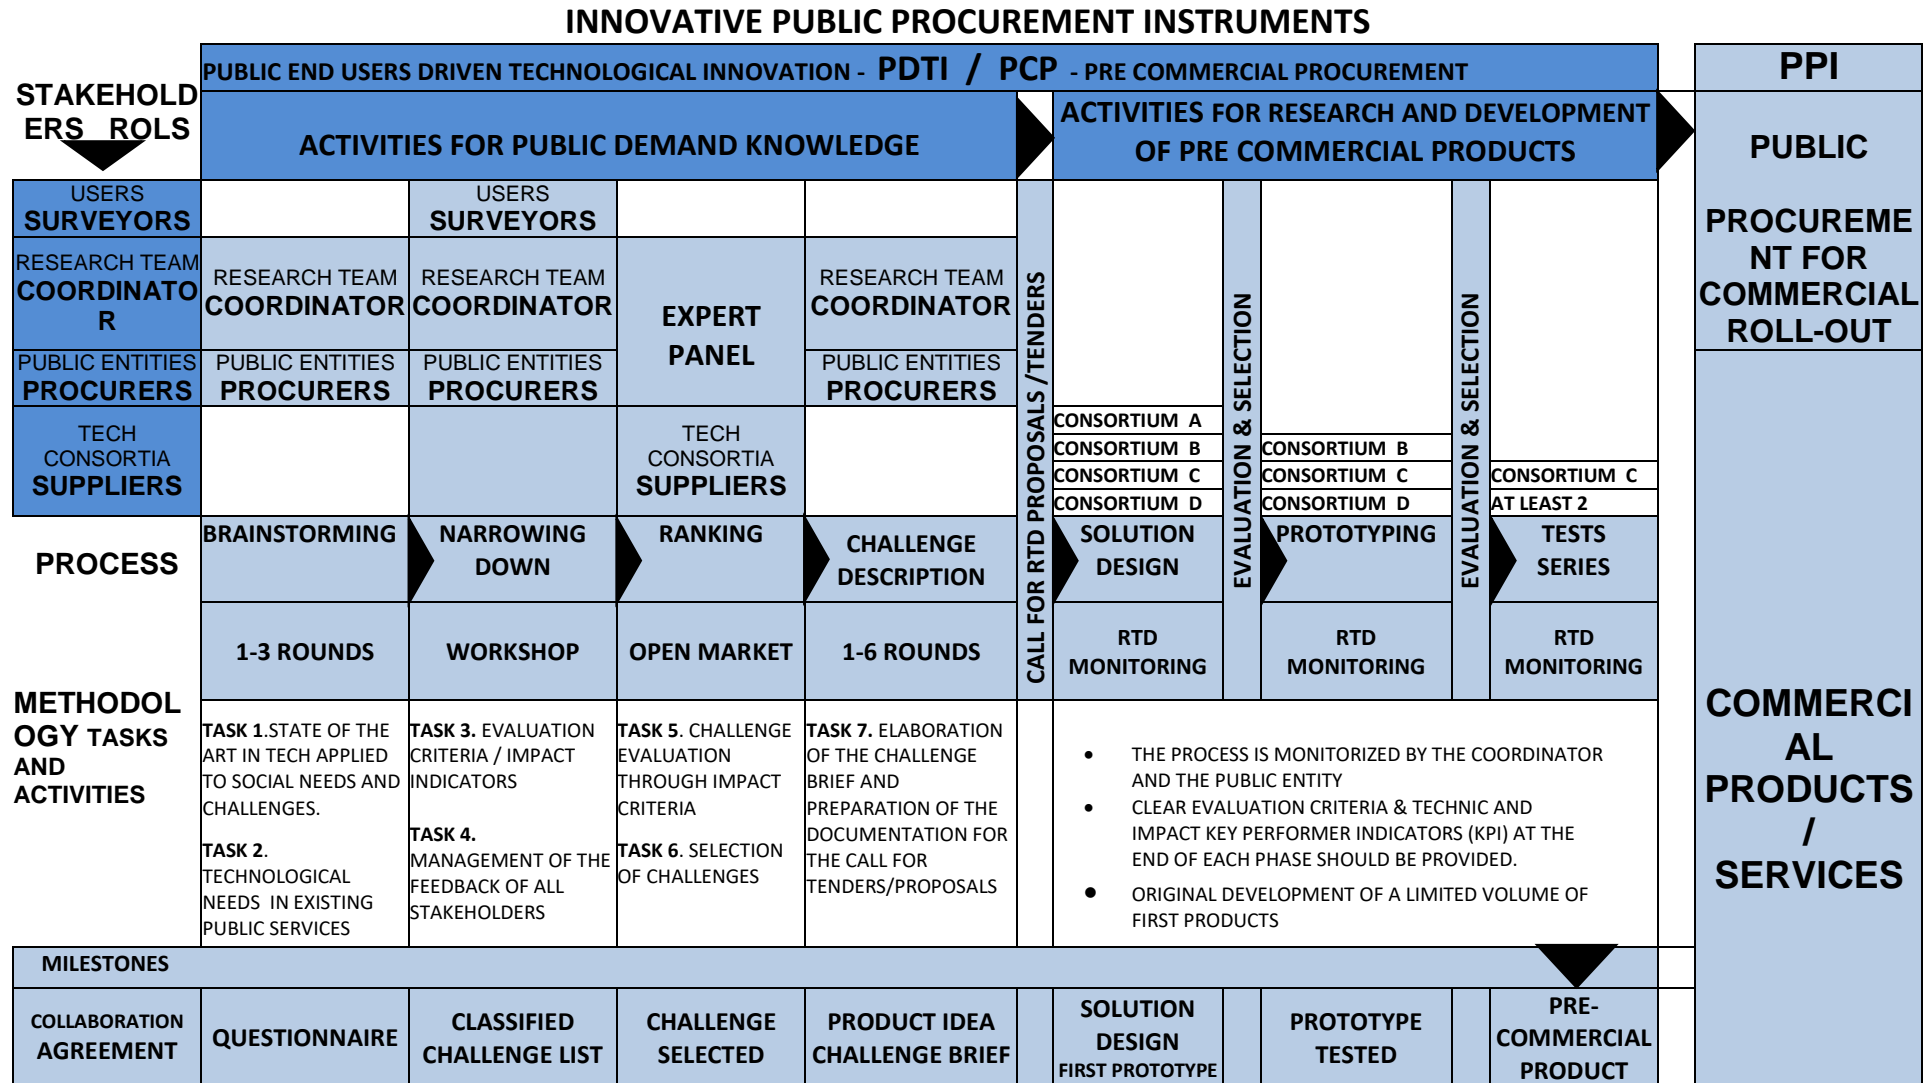 INNOVATIVE PUBLIC PROCUREMENT INSTRUMENTS
PUBLIC END USERS DRIVEN TECHNOLOGICAL INNOVATION - PDTI / PCP - PRE COMMERCIAL PROCUREMENT
PPI
STAKEHOLD
ERS ROLS
ACTIVITIES FOR PUBLIC DEMAND KNOWLEDGE
ACTIVITIES FOR RESEARCH AND DEVELOPMENT
OF PRE COMMERCIAL PRODUCTS
PUBLIC
PROCUREME
NT FOR
COMMERCIAL
ROLL-OUT
USERS
SURVEYORS
USERS
SURVEYORS
RESEARCH TEAM
COORDINATO
R
RESEARCH TEAM
COORDINATOR
RESEARCH TEAM
COORDINATOR
EXPERT
PANEL
RESEARCH TEAM
COORDINATOR
PUBLIC ENTITIES
PROCURERS
PUBLIC ENTITIES
PROCURERS
PUBLIC ENTITIES
PROCURERS
PUBLIC ENTITIES
PROCURERS
TECH
CONSORTIA
SUPPLIERS
TECH
CONSORTIA
SUPPLIERS
CALL FOR RTD PROPOSALS /TENDERS
CONSORTIUM A
CONSORTIUM B
CONSORTIUM C
CONSORTIUM D
EVALUATION & SELECTION
CONSORTIUM B
CONSORTIUM C
CONSORTIUM D
EVALUATION & SELECTION
CONSORTIUM C
AT LEAST 2
PROCESS
BRAINSTORMING
NARROWING
DOWN
RANKING
CHALLENGE
DESCRIPTION
SOLUTION
DESIGN
PROTOTYPING
TESTS
SERIES
1-3 ROUNDS
WORKSHOP
OPEN MARKET
1-6 ROUNDS
RTD
MONITORING
RTD
MONITORING
RTD
MONITORING
METHODOL
OGY TASKS
AND
ACTIVITIES
TASK 1.STATE OF THE
ART IN TECH APPLIED
TO SOCIAL NEEDS AND
CHALLENGES.
TASK 2.
TECHNOLOGICAL
NEEDS IN EXISTING
PUBLIC SERVICES
TASK 3. EVALUATION
CRITERIA / IMPACT
INDICATORS
TASK 4.
MANAGEMENT OF THE
FEEDBACK OF ALL
STAKEHOLDERS
TASK 5. CHALLENGE
EVALUATION
THROUGH IMPACT
CRITERIA
TASK 6. SELECTION
OF CHALLENGES
TASK 7. ELABORATION
OF THE CHALLENGE
BRIEF AND
PREPARATION OF THE
DOCUMENTATION FOR
THE CALL FOR
TENDERS/PROPOSALS
• THE PROCESS IS MONITORIZED BY THE COORDINATOR
AND THE PUBLIC ENTITY
• CLEAR EVALUATION CRITERIA & TECHNIC AND
IMPACT KEY PERFORMER INDICATORS (KPI) AT THE
END OF EACH PHASE SHOULD BE PROVIDED.
• ORIGINAL DEVELOPMENT OF A LIMITED VOLUME OF
FIRST PRODUCTS
COMMERCI
AL
PRODUCTS
/
SERVICES
MILESTONES
COLLABORATION
AGREEMENT
QUESTIONNAIRE
CLASSIFIED
CHALLENGE LIST
CHALLENGE
SELECTED
PRODUCT IDEA
CHALLENGE BRIEF
SOLUTION
DESIGN
FIRST PROTOTYPE
PROTOTYPE
TESTED
PRE-
COMMERCIAL
PRODUCT